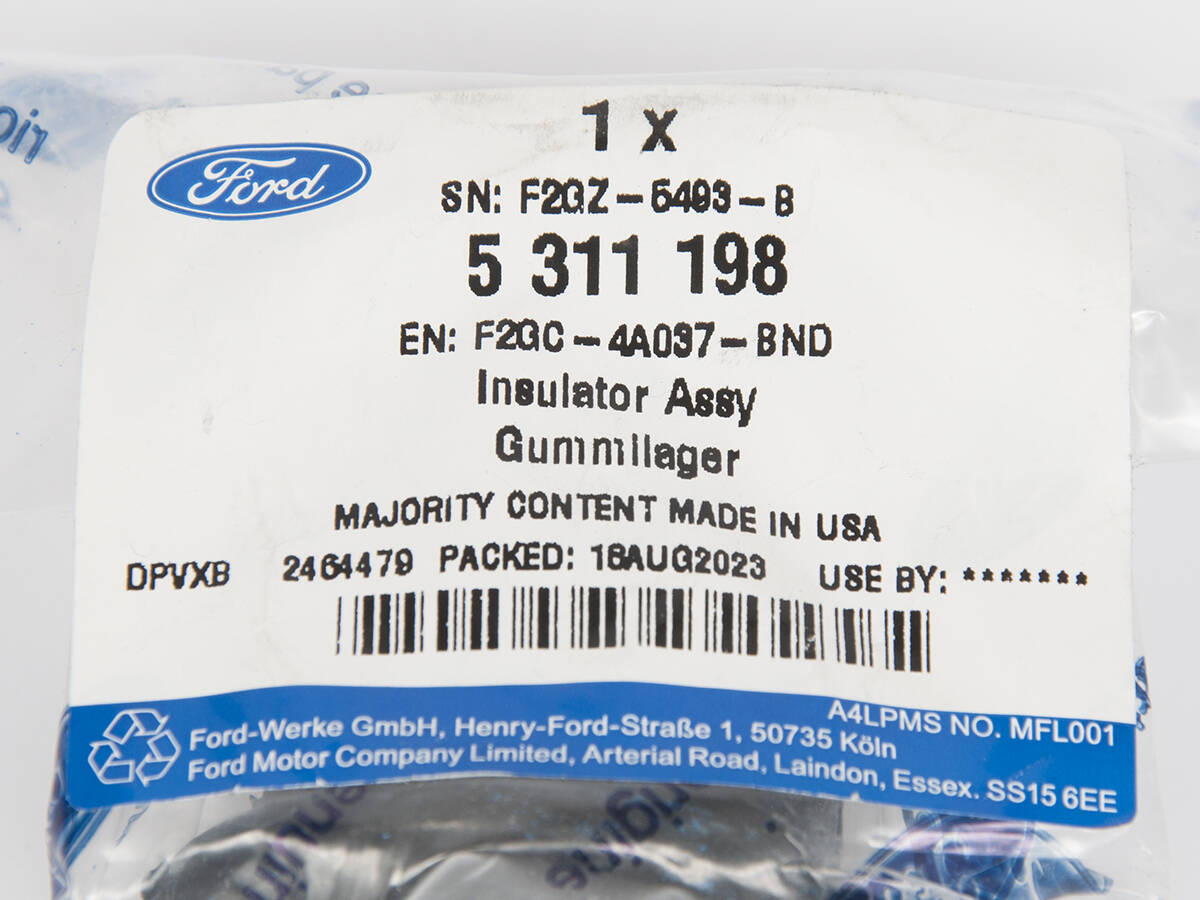 1 x
Ford
SN: F2GZ-5493-B
5 311 198
EN: F2GC-4A037-BND
Insulator Assy
Gummilager
MAJORITY CONTENT MADE IN USA
DPVXB 2464479 PACKED: 18AUG2023 USE BY: *******
A4LPMS NO. MFL001
Ford-Werke GmbH, Henry-Ford-Straße 1, 50735 Köln
Ford Motor Company Limited, Arterial Road, Laindon, Essex. SS15 6EE